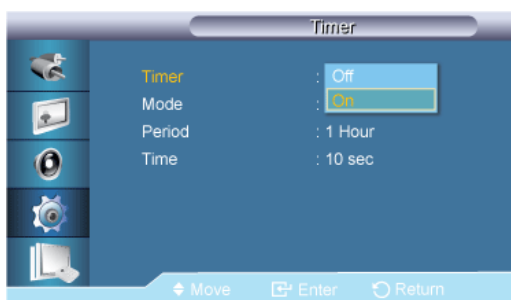 Timer
Timer : Off
On
Mode :
Period : 1 Hour
Time : 10 sec
Move Enter Return